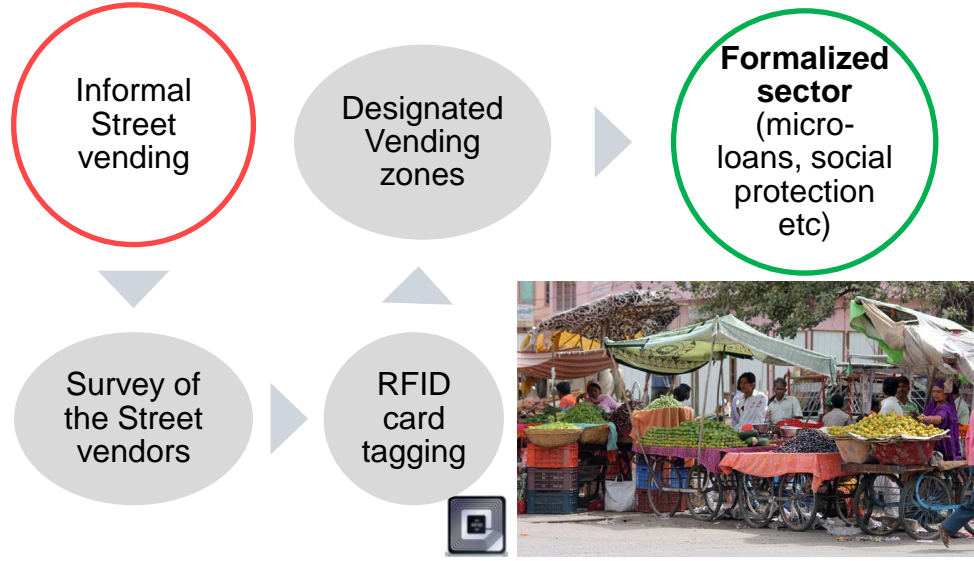 Informal
Street
vending
Survey of
the Street
vendors
RFID
card
tagging
Designated
Vending
zones
Formalized
sector
(micro-
loans, social
protection
etc)